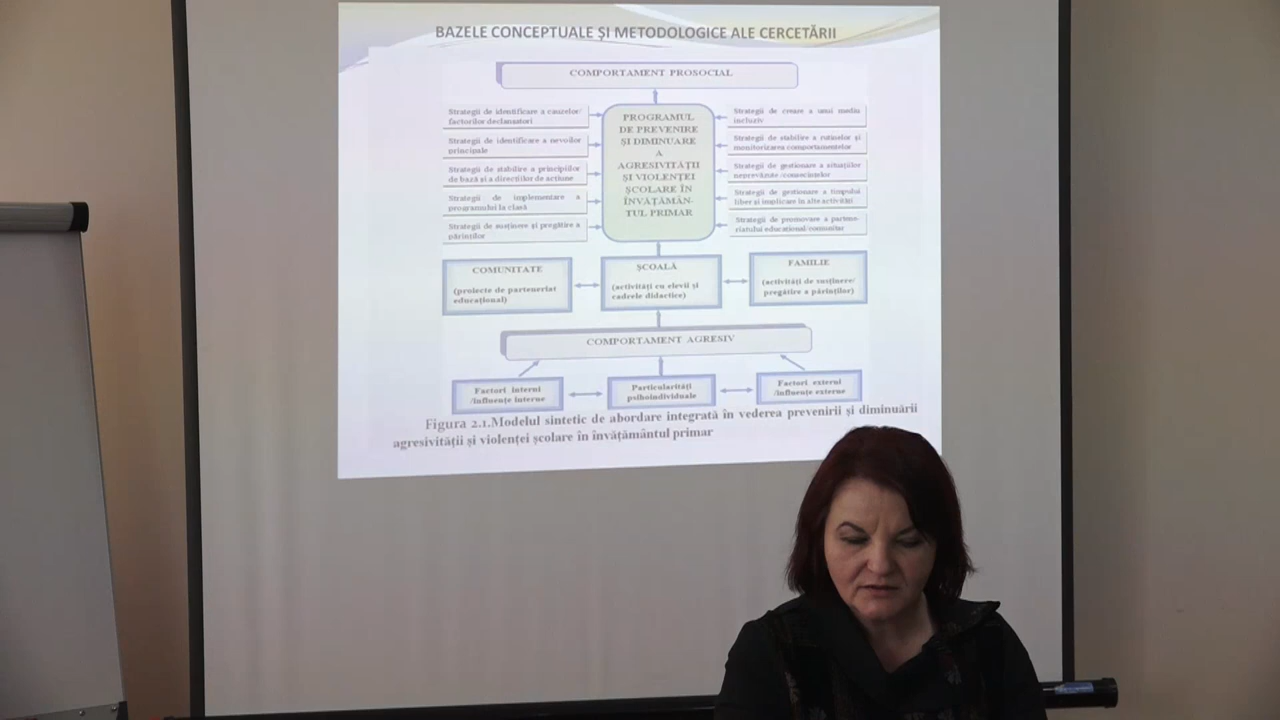 BAZELE CONCEPTUALE ȘI METODOLOGICE ALE CERCETĂRII
COMPORTAMENT PROSOCIAL
Strategii de identificare a cauzelor/
factorilor declanșatori
Strategii de identificare a nevoilor
principale
Strategii de stabilire a principiilor
de bază și a direcțiilor de acțiune
Strategii de implementare a
programului la clasă
Strategii de susținere și pregătire a
părinților
PROGRAMUL
DE PREVENIRE
ȘI DIMINUARE
A
AGRESIVITĂȚII
ȘI VIOLENȚEI
ȘCOLARE ÎN
ÎNVĂȚĂMÂN-
TUL PRIMAR
Strategii de creare a unui mediu
incluziv
Strategii de stabilire a rutinelor și
monitorizarea comportamentelor
Strategii de gestionare a situațiilor
neprevăzute /consecințelor
Strategii de gestionare a timpului
liber și implicare în alte activități
Strategii de promovare a partene-
riatului educațional/comunitar
COMUNITATE
(proiecte de parteneriat
educațional)
ȘCOALĂ
(activități cu elevii și
cadrele didactice)
FAMILIE
(activități de susținere/
pregătire a părinților)
COMPORTAMENT AGRESIV
Factori interni
/influențe interne
Particularități
psihoindividuale
Factori externi
/influențe externe
Figura 2.1.Modelul sintetic de abordare integrată în vederea prevenirii și diminuării
agresivității și violenței școlare în învățământul primar